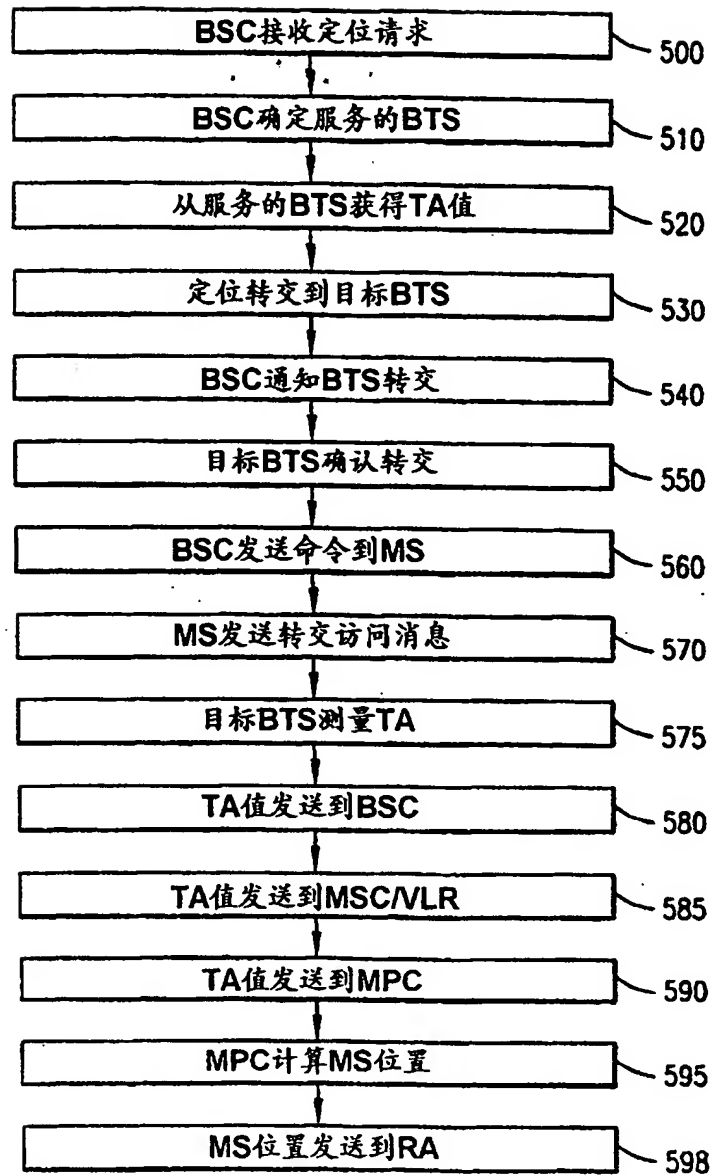 BSC接收定位请求
500
BSC确定服务的BTS
510
从服务的BTS获得TA值
520
定位转交到目标BTS
530
BSC通知BTS转交
540
目标BTS确认转交
550
BSC发送命令到MS
560
MS发送转交访问消息
570
目标BTS测量TA
575
TA值发送到BSC
580
TA值发送到MSC/VLR
585
TA值发送到MPC
590
MPC计算MS位置
595
MS位置发送到RA
598